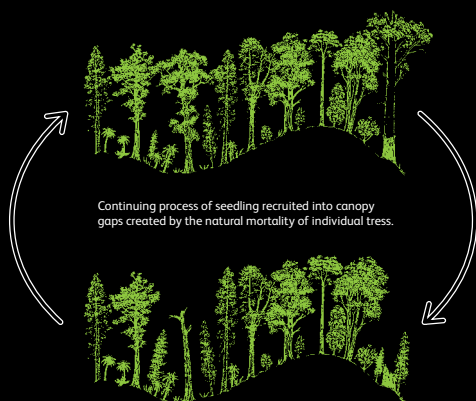 Continuing process of seedling recruited into canopy
gaps created by the natural mortality of individual tress.